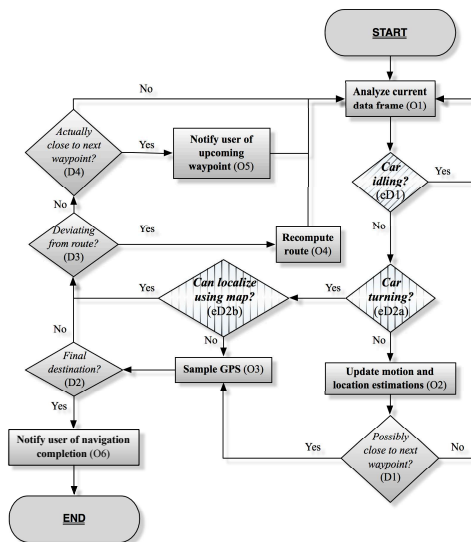 START
No
Analyze current
data frame (O1)
Actually
close to next
waypoint?
(D4)
Yes
Notify user of
upcoming
waypoint (O5)
Car
idling?
(eD1)
Yes
No
No
Deviating
from route?
(D3)
Yes
Recompute
route (O4)
Can localize
using map?
(eD2b)
Car
turning?
(eD2a)
Yes
Yes
No
No
No
Final
destination?
(D2)
Sample GPS (O3)
Update motion and
location estimations (O2)
Yes
Notify user of navigation
completion (O6)
Yes
Possibly
close to next
waypoint?
(D1)
No
END